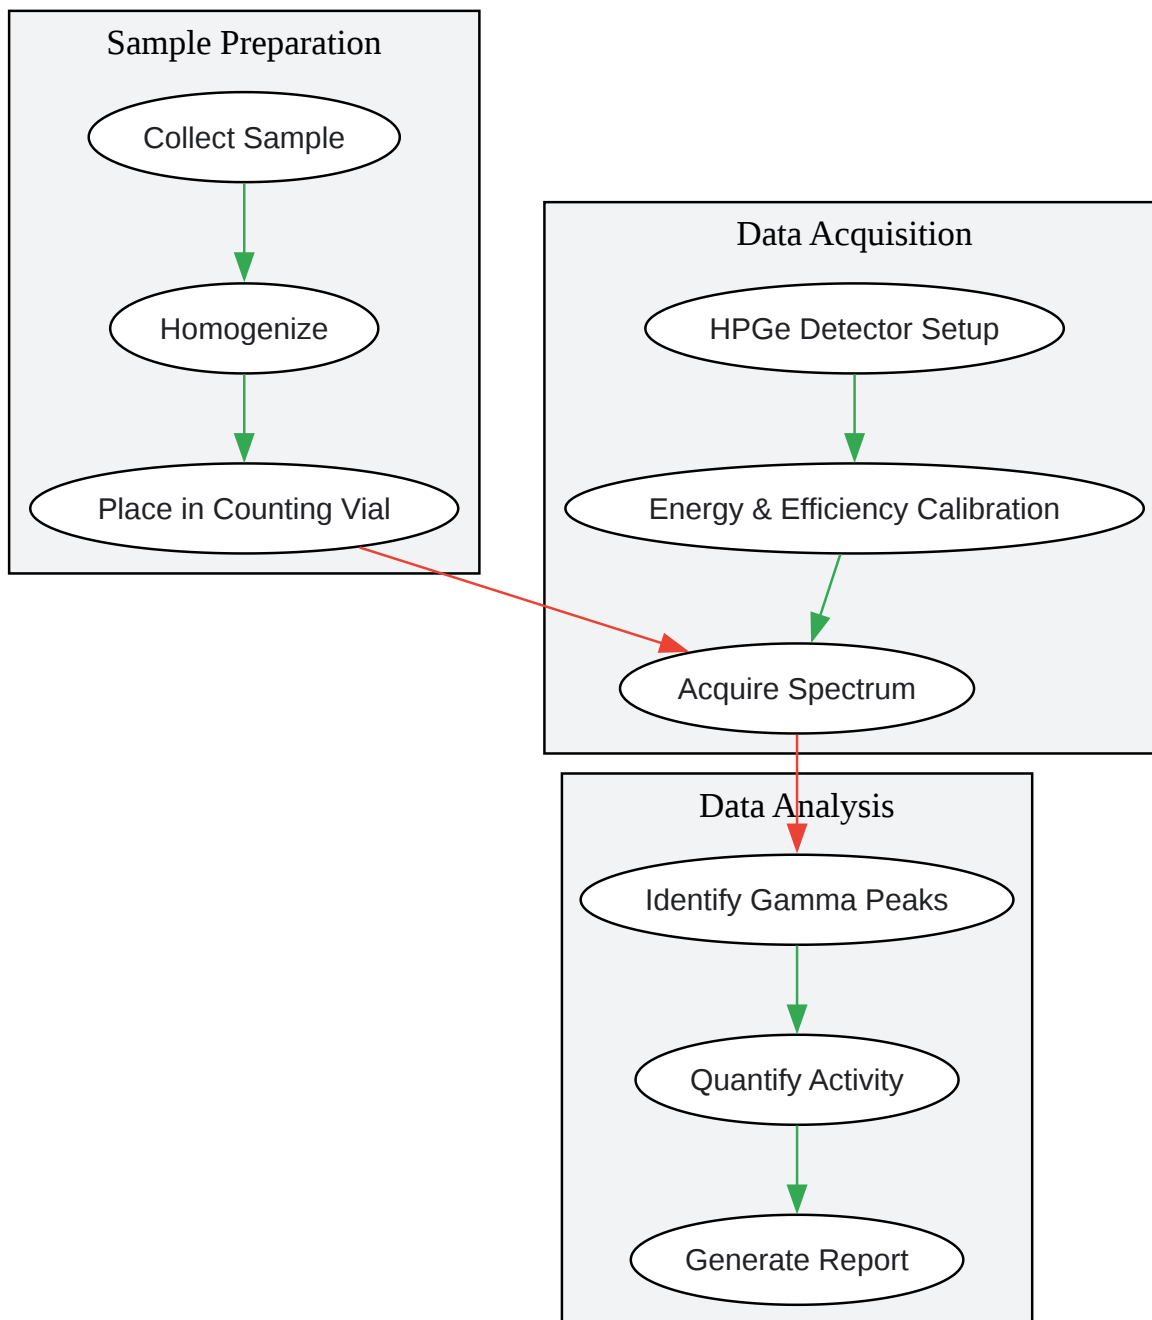 Sample Preparation
Collect Sample
Homogenize
Place in Counting Vial
Data Acquisition
HPGe Detector Setup
Energy & Efficiency Calibration
Acquire Spectrum
Data Analysis
Identify Gamma Peaks
Quantify Activity
Generate Report